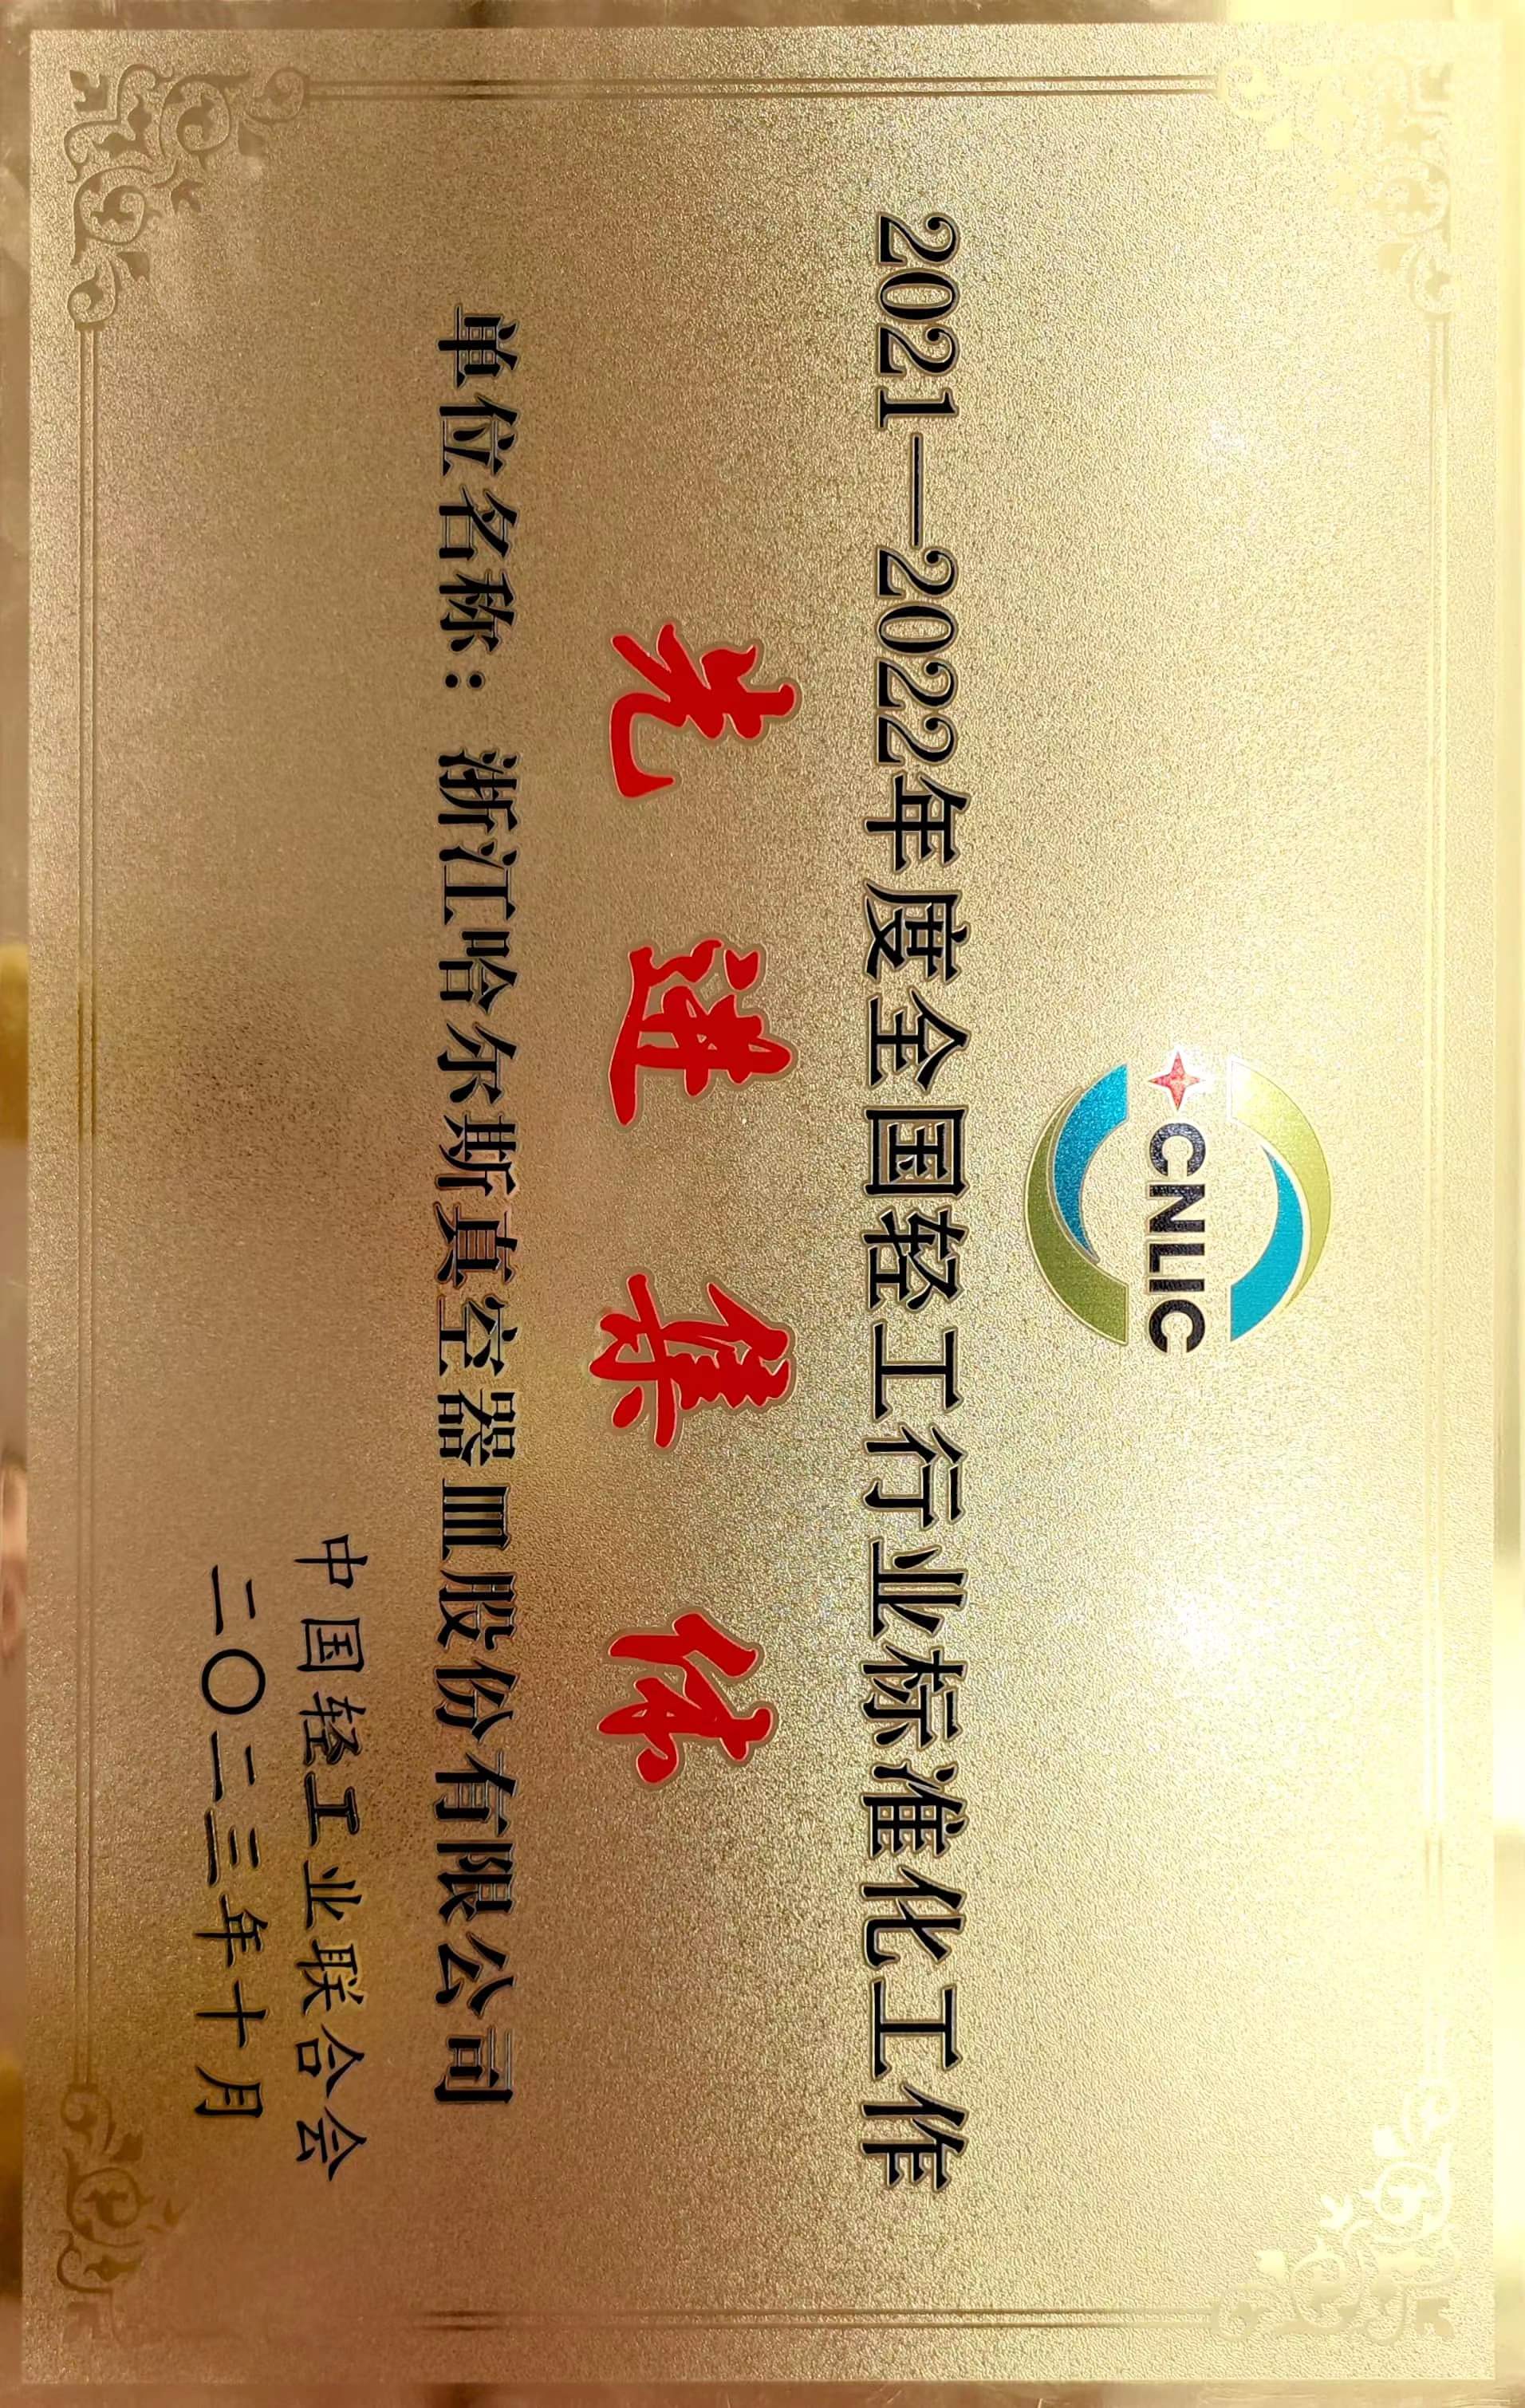 CNLIC
2021—2022年度全国轻工行业标准化工作
先进集体
单位名称：浙江哈尔斯真空器皿股份有限公司
中国轻工业联合会
二〇二三年十月